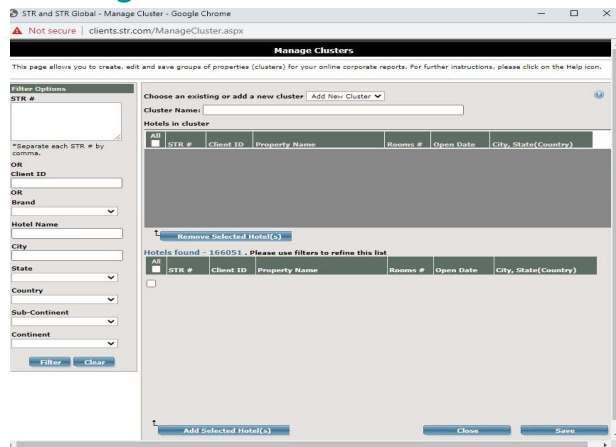 STR and STR Global - Manage Cluster - Google Chrome
Not secure | clients.str.com/ManageCluster.aspx
Manage Clusters
This page allows you to create, edit and save groups of properties (clusters) for your online corporate reports. For further instructions, please click on the Help icon.
Filter Options
STR #
*Separate each STR # by
comma.
OR
Client ID
OR
Brand
Hotel Name
City
State
Country
Sub-Continent
Continent
Filter Clear
Choose an existing or add a new cluster Add New Cluster
Cluster Name:
Hotels in cluster
All
STR # Client ID Property Name Rooms # Open Date City, State(Country)
Remove Selected Hotel(s)
Hotels found - 166051 . Please use filters to refine this list
All
STR # Client ID Property Name Rooms # Open Date City, State(Country)
Add Selected Hotel(s) Close Save